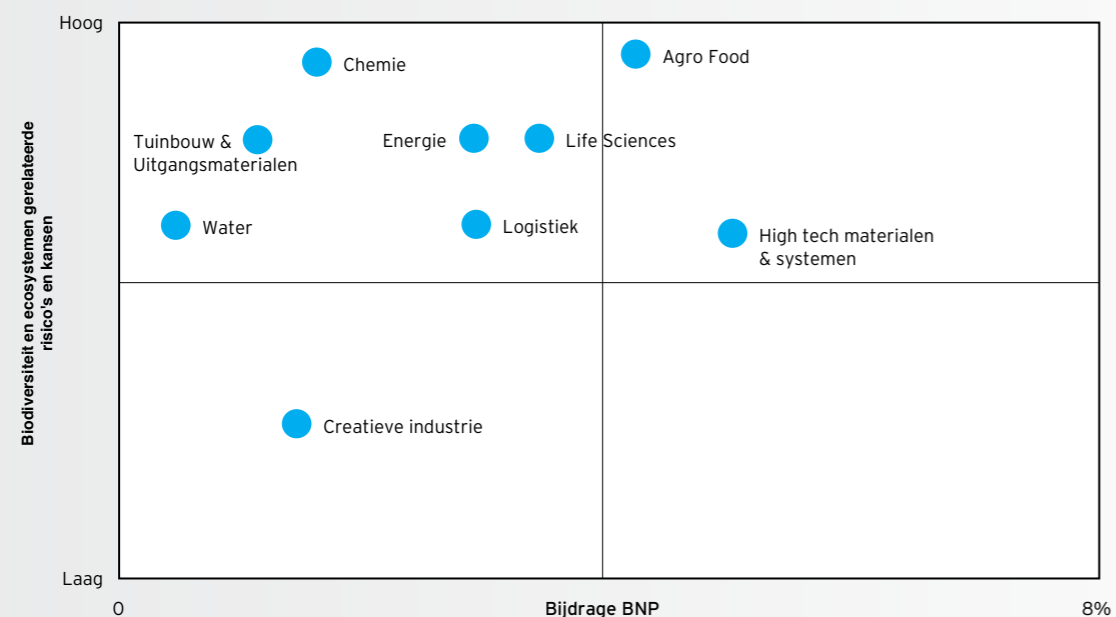 Hoog
Chemie
Agro Food
Tuinbouw &
Uitgangsmaterialen
Energie
Life Sciences
Water
Logistiek
High tech materialen
& systemen
Biodiversiteit en ecosystemen gerelateerde
risico's en kansen
Creatieve industrie
Laag
0
Bijdrage BNP
8%